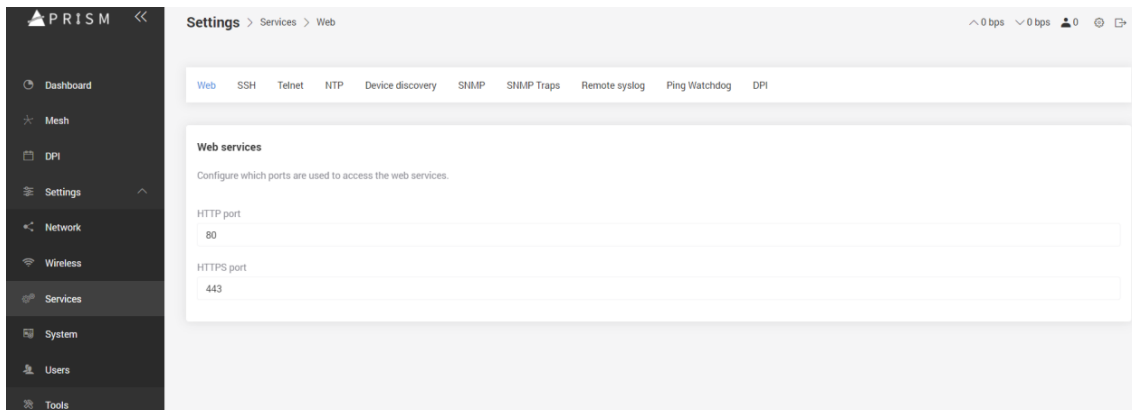 PRISM
Settings > Services > Web
0 bps 0 bps 0
Dashboard
Mesh
DPI
Settings
Network
Wireless
Services
System
Users
Tools
Web SSH Telnet NTP Device discovery SNMP SNMP Traps Remote syslog Ping Watchdog DPI
Web services
Configure which ports are used to access the web services.
HTTP port
80
HTTPS port
443